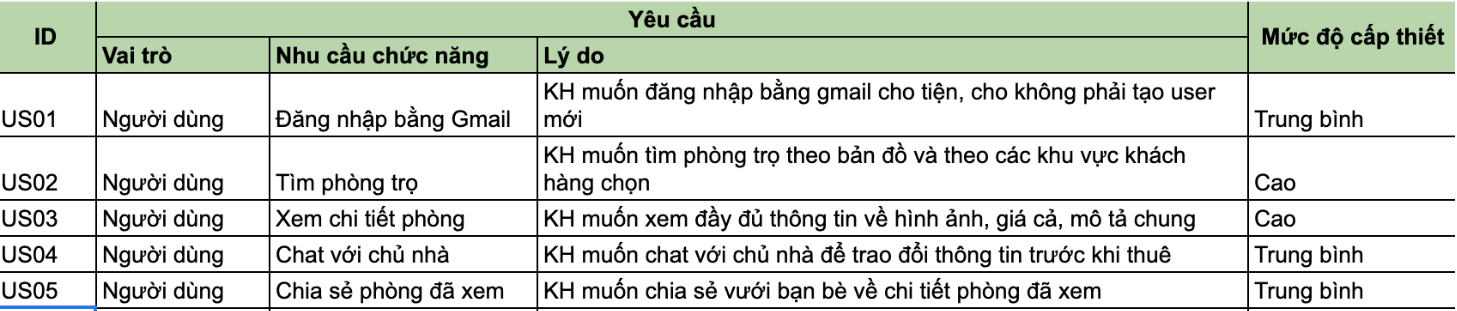 ID
Yêu cầu
Mức độ cấp thiết
Vai trò
Nhu cầu chức năng
Lý do
US01
Người dùng
Đăng nhập bằng Gmail
KH muốn đăng nhập bằng gmail cho tiện, cho không phải tạo user
mới
Trung bình
US02
Người dùng
Tìm phòng trọ
KH muốn tìm phòng trọ theo bản đồ và theo các khu vực khách
hàng chọn
Cao
US03
Người dùng
Xem chi tiết phòng
KH muốn xem đầy đủ thông tin về hình ảnh, giá cả, mô tả chung
Cao
US04
Người dùng
Chat với chủ nhà
KH muốn chat với chủ nhà để trao đổi thông tin trước khi thuê
Trung bình
US05
Người dùng
Chia sẻ phòng đã xem
KH muốn chia sẻ vưới bạn bè về chi tiết phòng đã xem
Trung bình